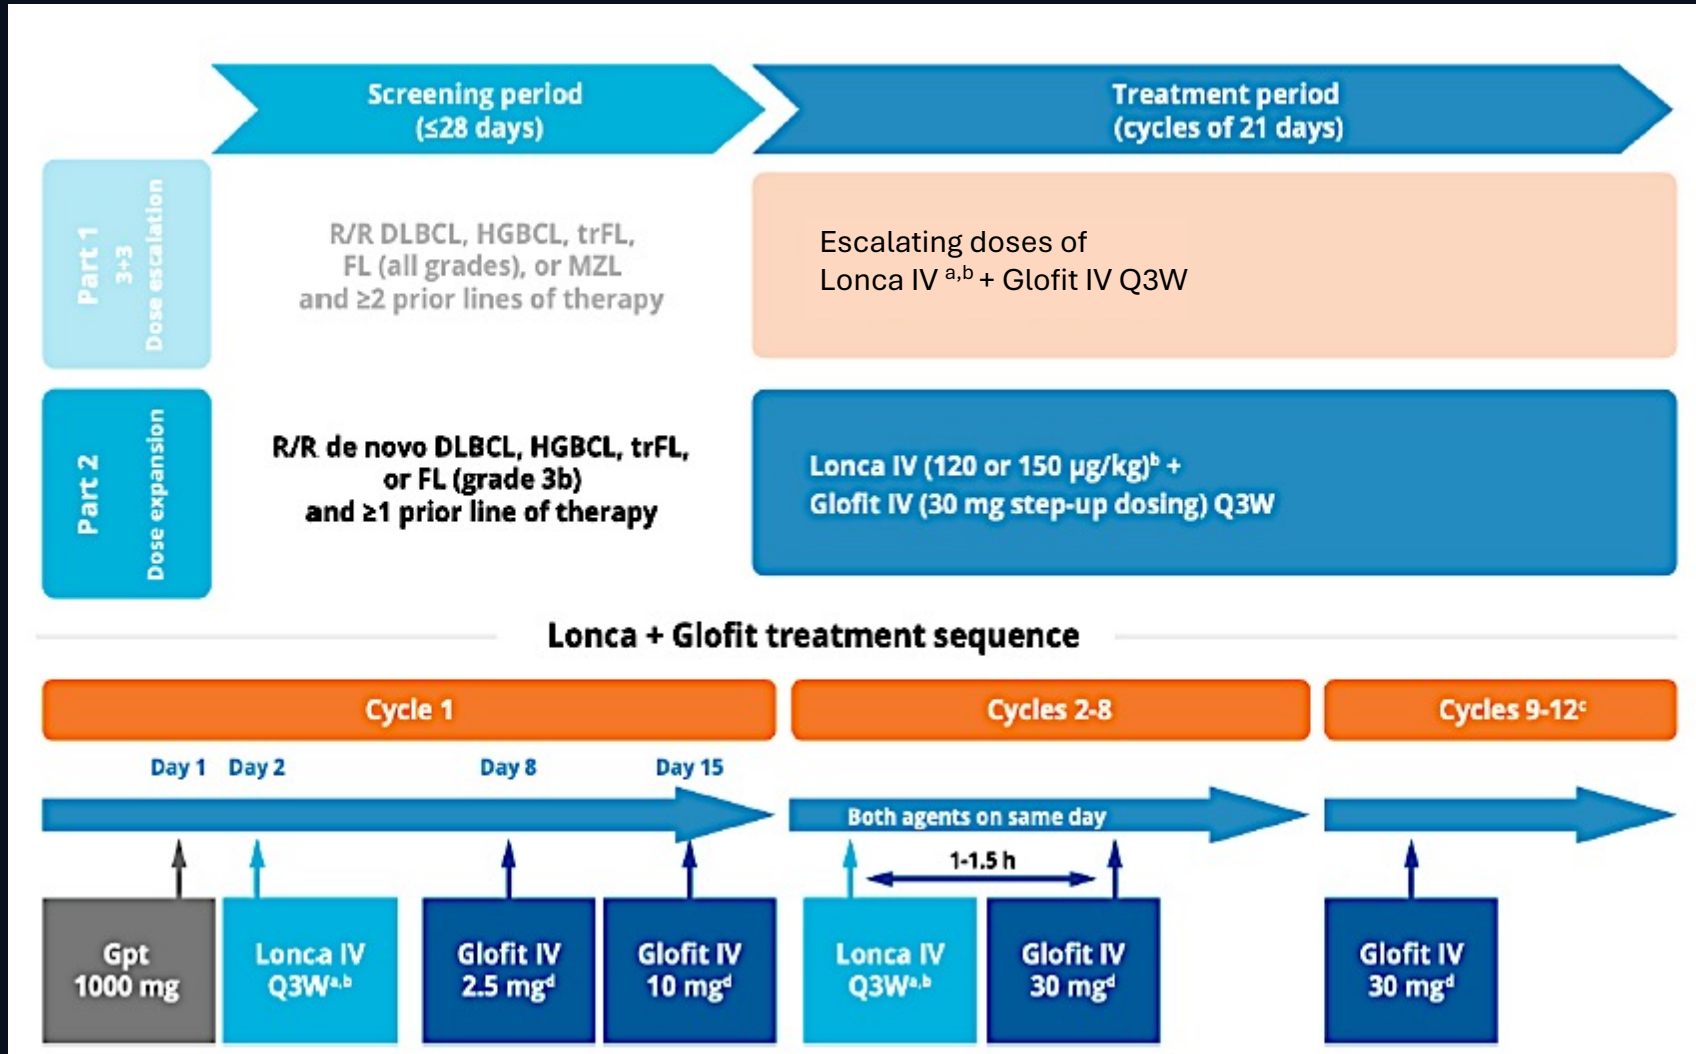 Screening period
(≤28 days)
Treatment period
(cycles of 21 days)
Part 1
3+3
Dose escalation
R/R DLBCL, HGBCL, trFL,
FL (all grades), or MZL
and ≥2 prior lines of therapy
Escalating doses of
Lonca IV a,b + Glofit IV Q3W
Part 2
Dose expansion
R/R de novo DLBCL, HGBCL, trFL,
or FL (grade 3b)
and ≥1 prior line of therapy
Lonca IV (120 or 150 μg/kg)b +
Glofit IV (30 mg step-up dosing) Q3W
Lonca + Glofit treatment sequence
Cycle 1
Cycles 2-8
Cycles 9-12c
Day 1
Day 2
Day 8
Day 15
Both agents on same day
1-1.5 h
Gpt
1000 mg
Lonca IV
Q3Wa,b
Glofit IV
2.5 mgd
Glofit IV
10 mgd
Lonca IV
Q3Wa,b
Glofit IV
30 mgd
Glofit IV
30 mgd